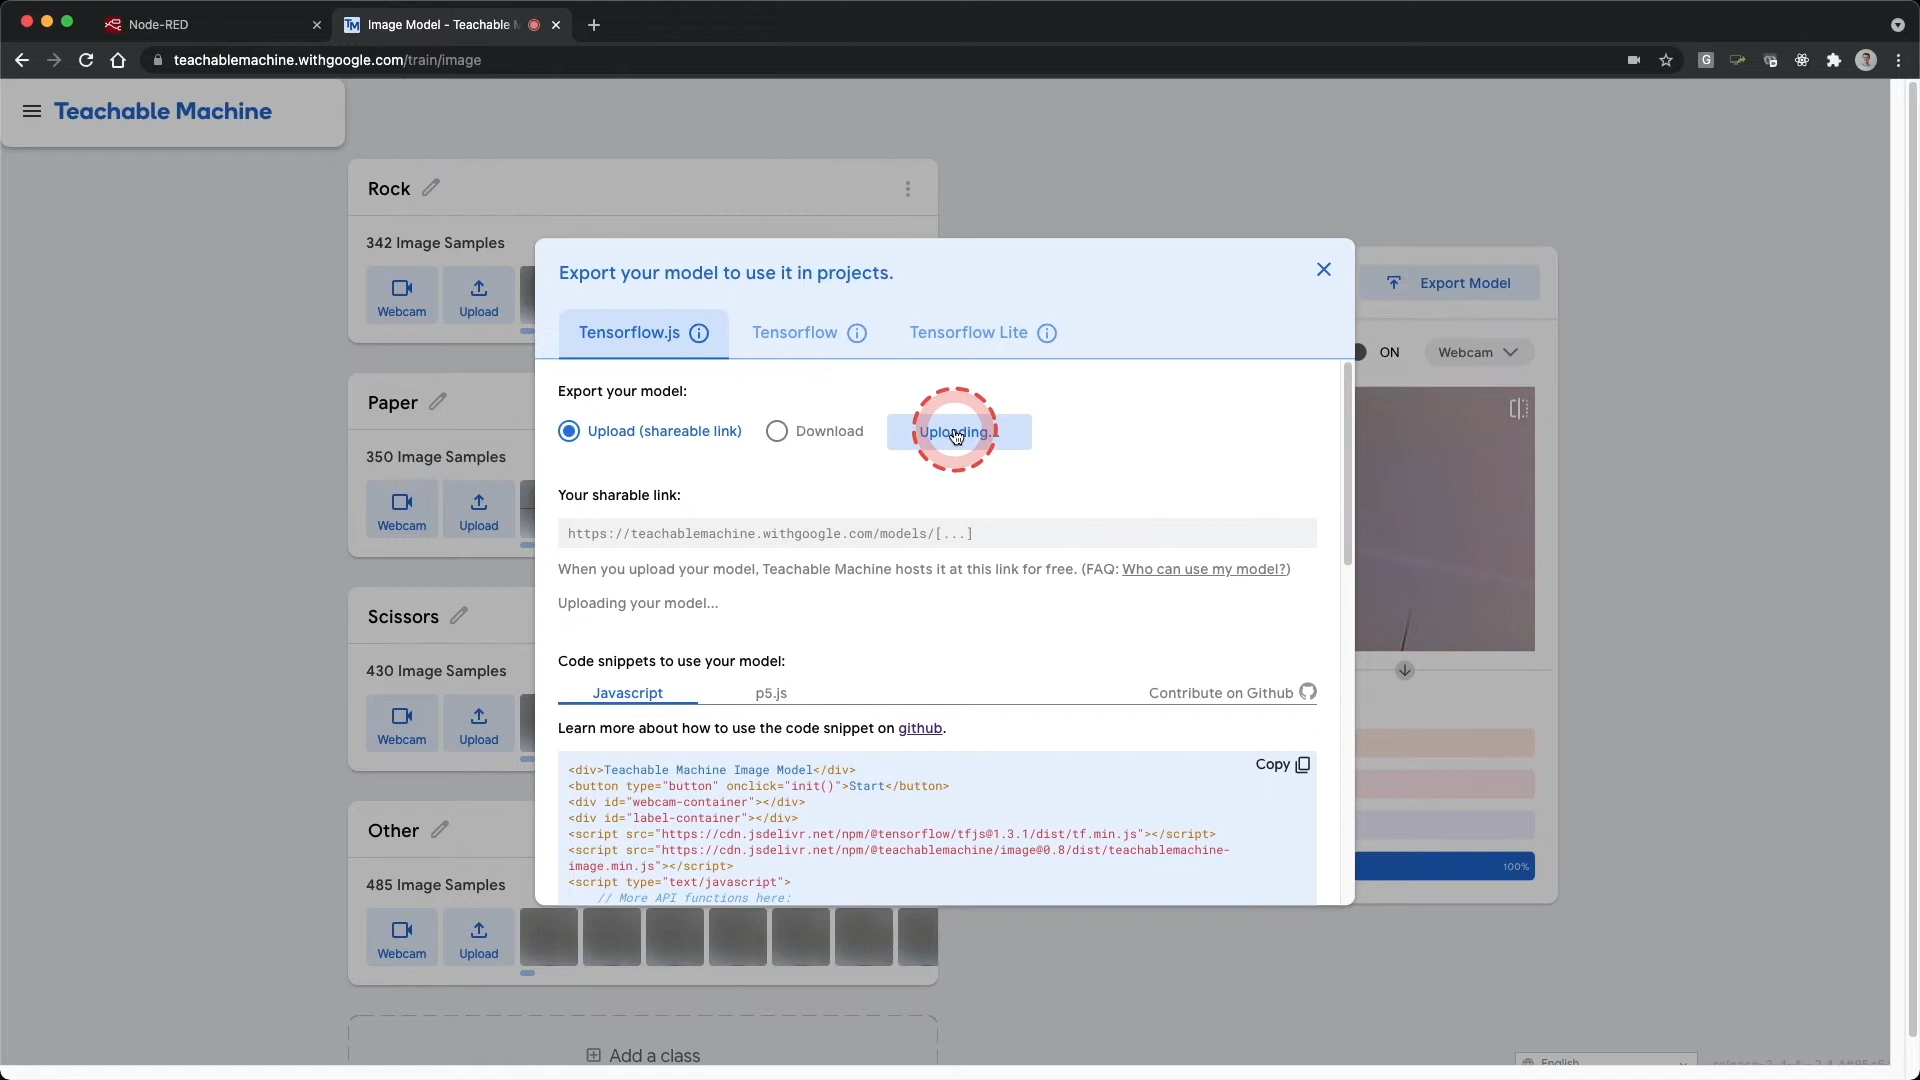 Node-RED
Image Model - Teachable M
teachablemachine.withgoogle.com/train/image
G
Teachable Machine
Rock
342 Image Samples
Webcam
Upload
Paper
350 Image Samples
Webcam
Upload
Scissors
430 Image Samples
Webcam
Upload
Other
485 Image Samples
Webcam
Upload
Add a class
Export your model to use it in projects.
Tensorflow.js
Tensorflow
Tensorflow Lite
Export your model:
Upload (shareable link)
Download
Uploading...
Your sharable link:
https://teachablemachine.withgoogle.com/models/[...]
When you upload your model, Teachable Machine hosts it at this link for free. (FAQ: Who can use my model?)
Uploading your model...
Code snippets to use your model:
Javascript
p5.js
Contribute on Github
Learn more about how to use the code snippet on github.
Copy
<div>Teachable Machine Image Model</div>
<button type="button" onclick="init()">Start</button>
<div id="webcam-container"></div>
<div id="label-container"></div>
<script src="https://cdn.jsdelivr.net/npm/@tensorflow/tfjs@1.3.1/dist/tf.min.js"></script>
<script src="https://cdn.jsdelivr.net/npm/@teachablemachine/image@0.8/dist/teachablemachine-
image.min.js"></script>
<script type="text/javascript">
// More API functions here:
Export Model
ON
Webcam
100%
English